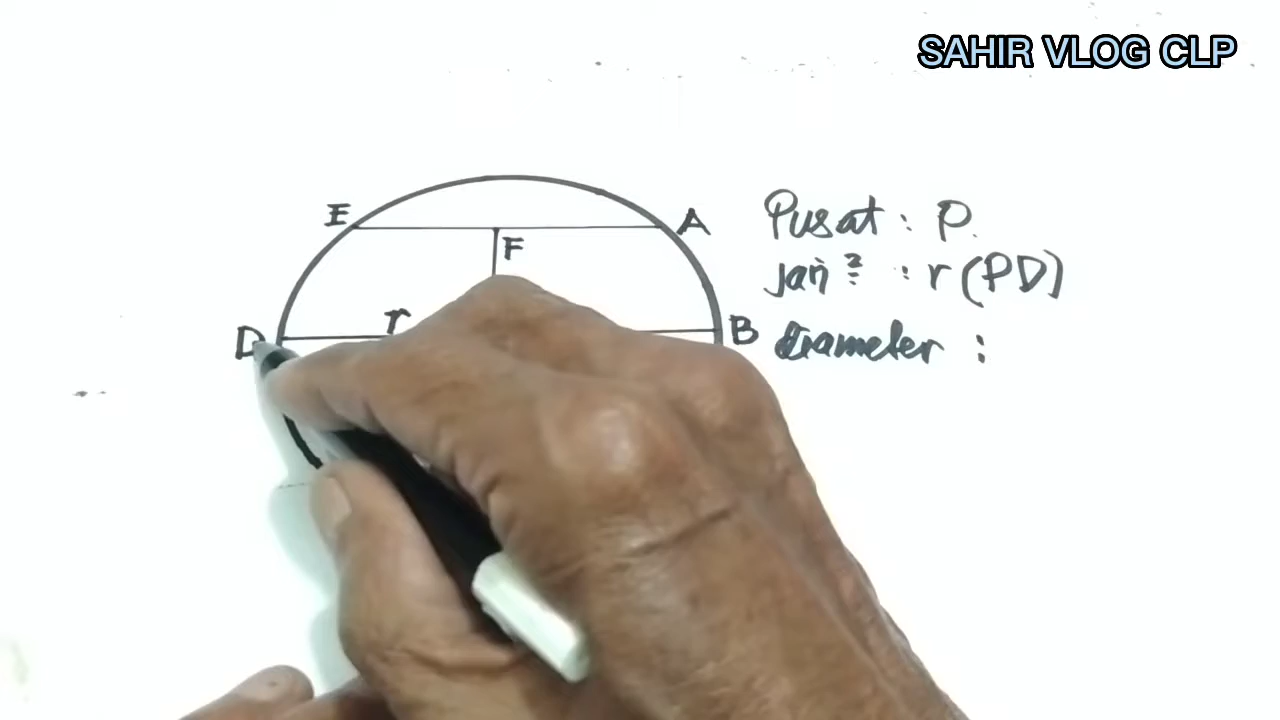 SAHIR VLOG CLP
E
A
F
r
D
B
Pusat : P.
jari² : r (PD)
diameter :